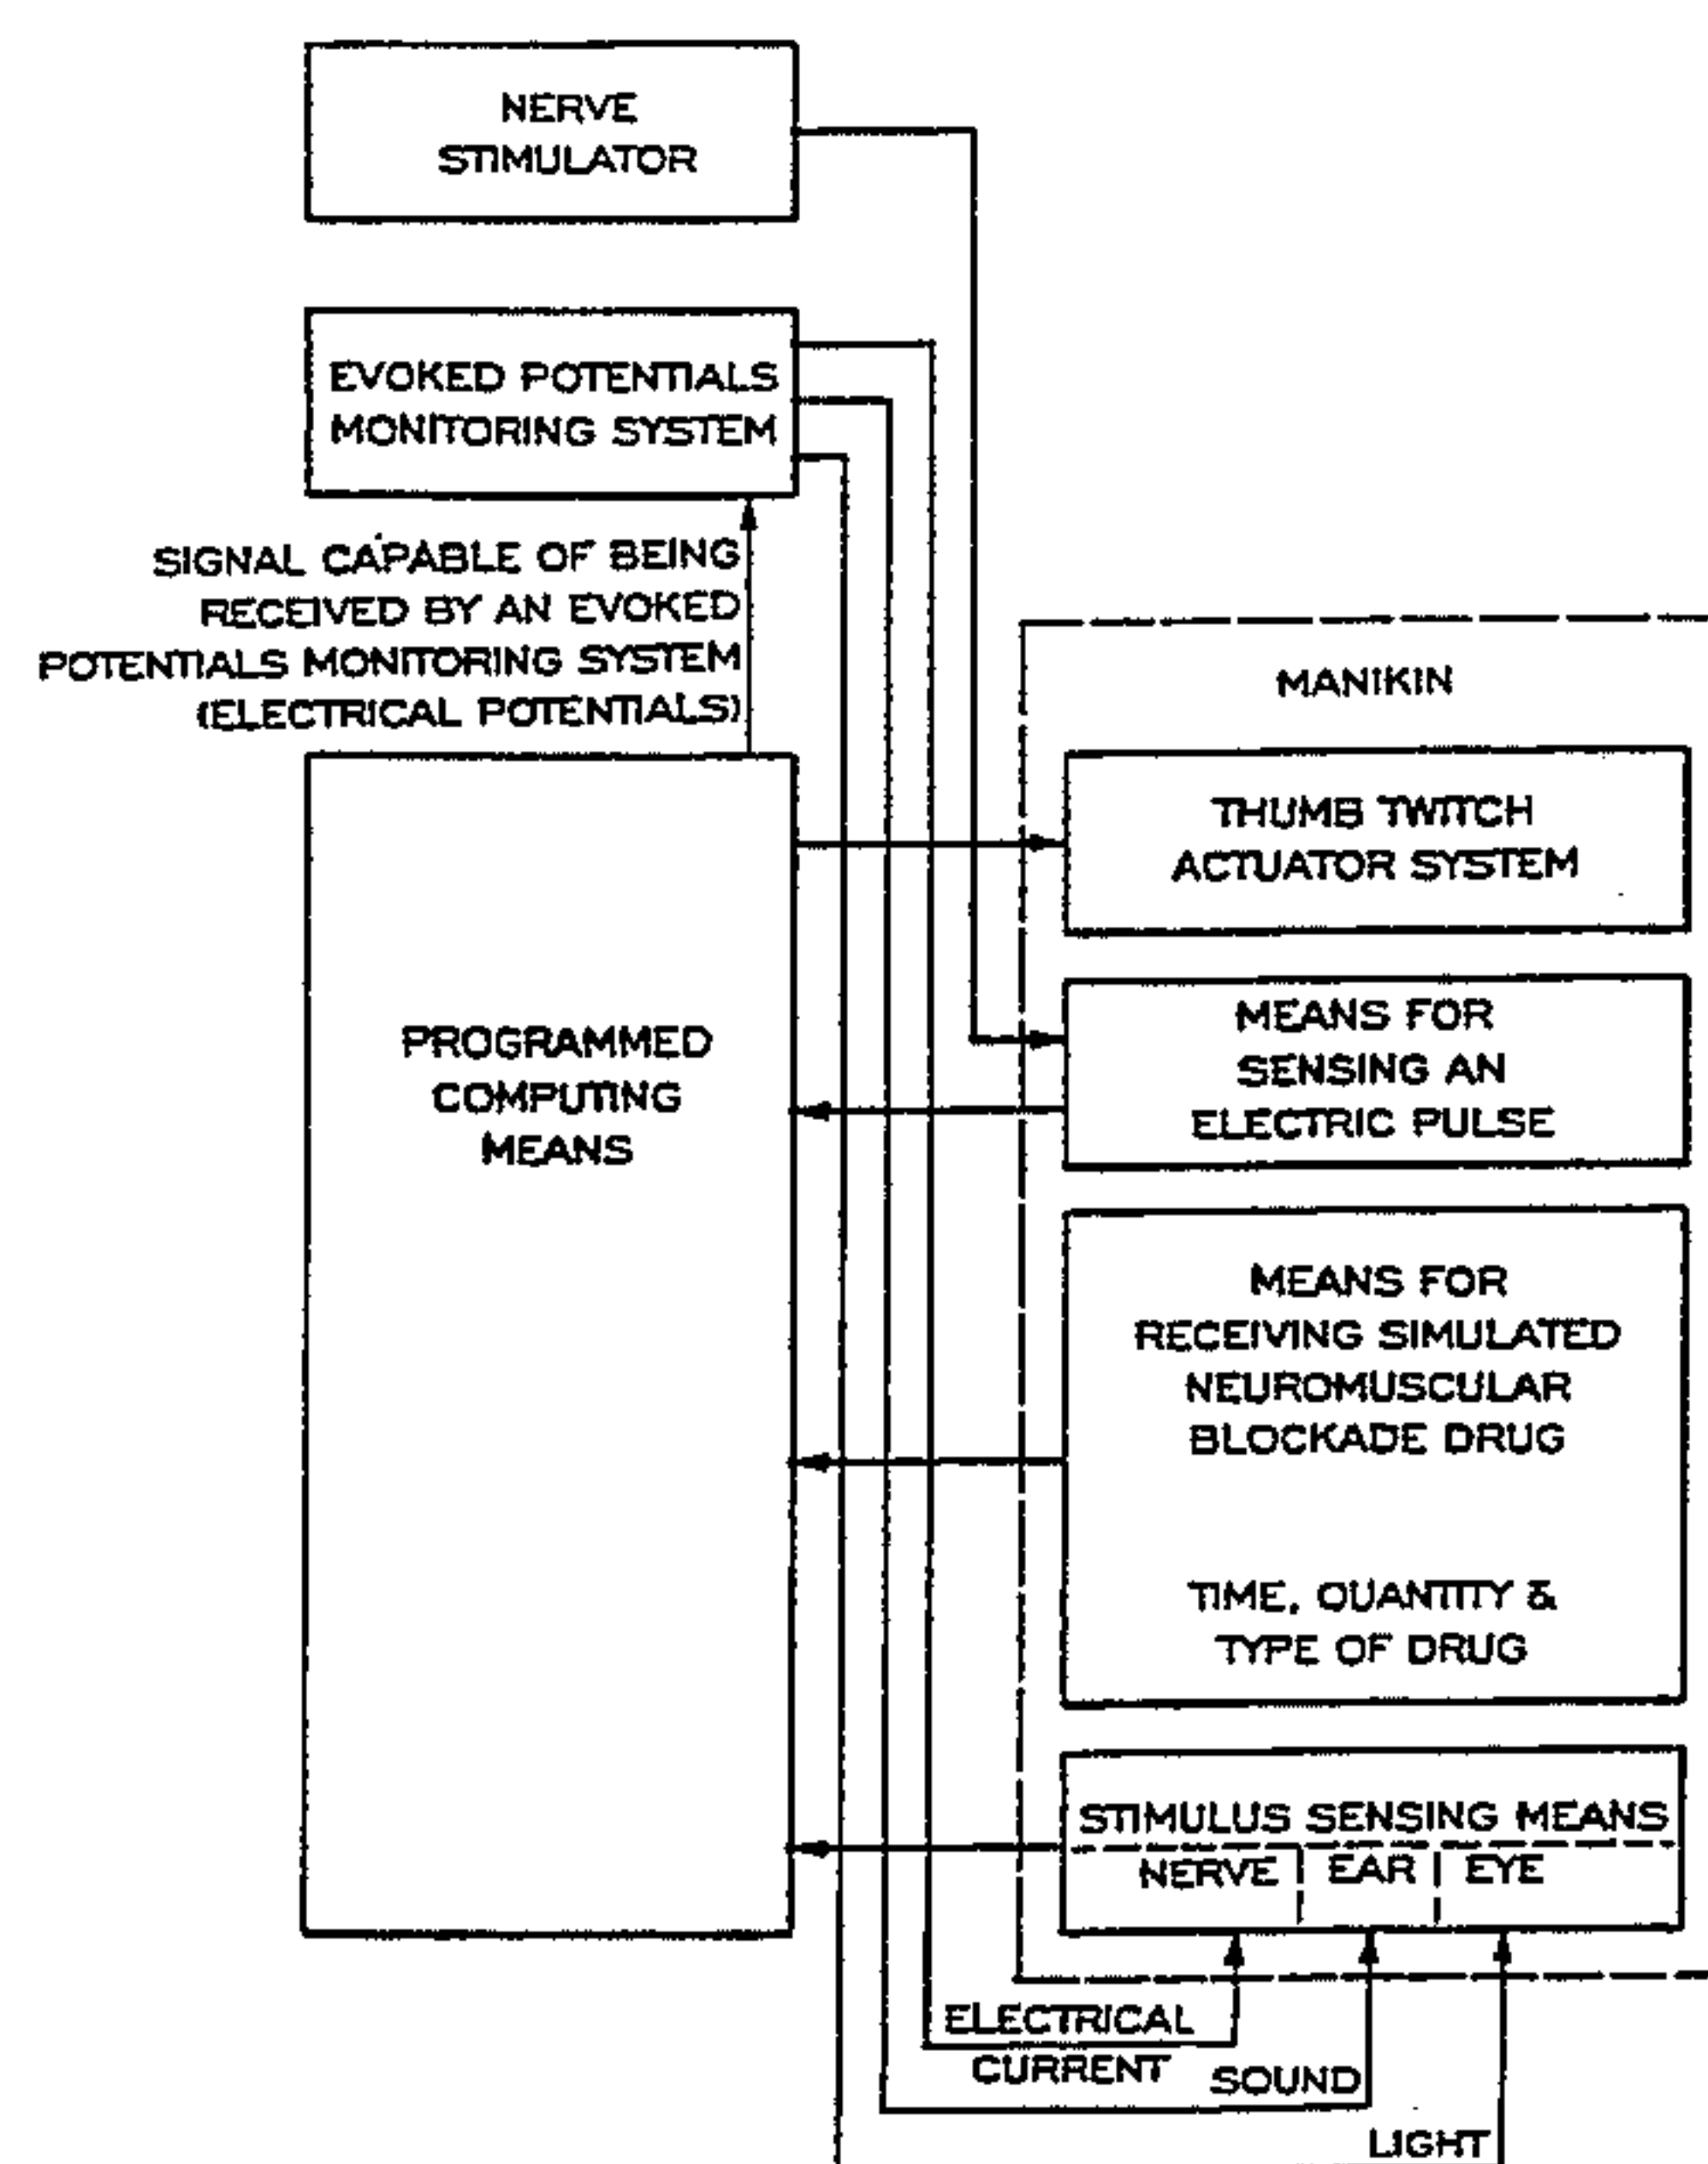 NERVE
STIMULATOR
EVOKED POTENTIALS
MONITORING SYSTEM
SIGNAL CAPABLE OF BEING
RECEIVED BY AN EVOKED
POTENTIALS MONITORING SYSTEM
(ELECTRICAL POTENTIALS)
MANIKIN
THUMB TWITCH
ACTUATOR SYSTEM
PROGRAMMED
COMPUTING
MEANS
MEANS FOR
SENSING AN
ELECTRIC PULSE
MEANS FOR
RECEIVING SIMULATED
NEUROMUSCULAR
BLOCKADE DRUG
TIME, QUANTITY &
TYPE OF DRUG
STIMULUS SENSING MEANS
NERVE EAR EYE
ELECTRICAL
CURRENT
SOUND
LIGHT